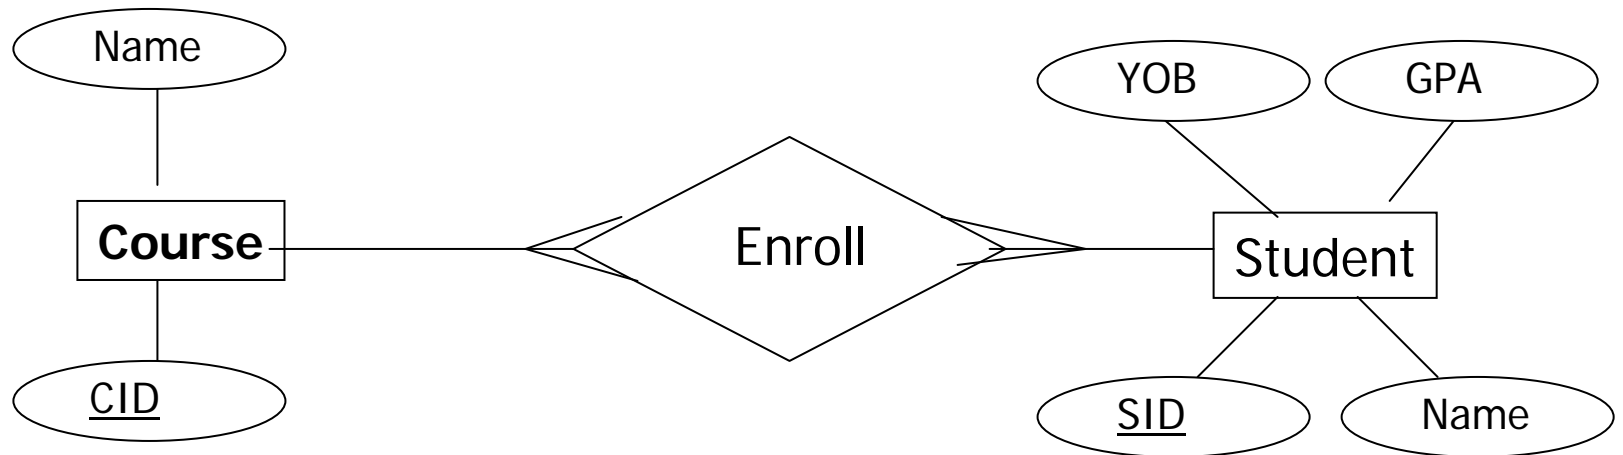 Name
YOB
GPA
Course
Enroll
Student
CID
SID
Name